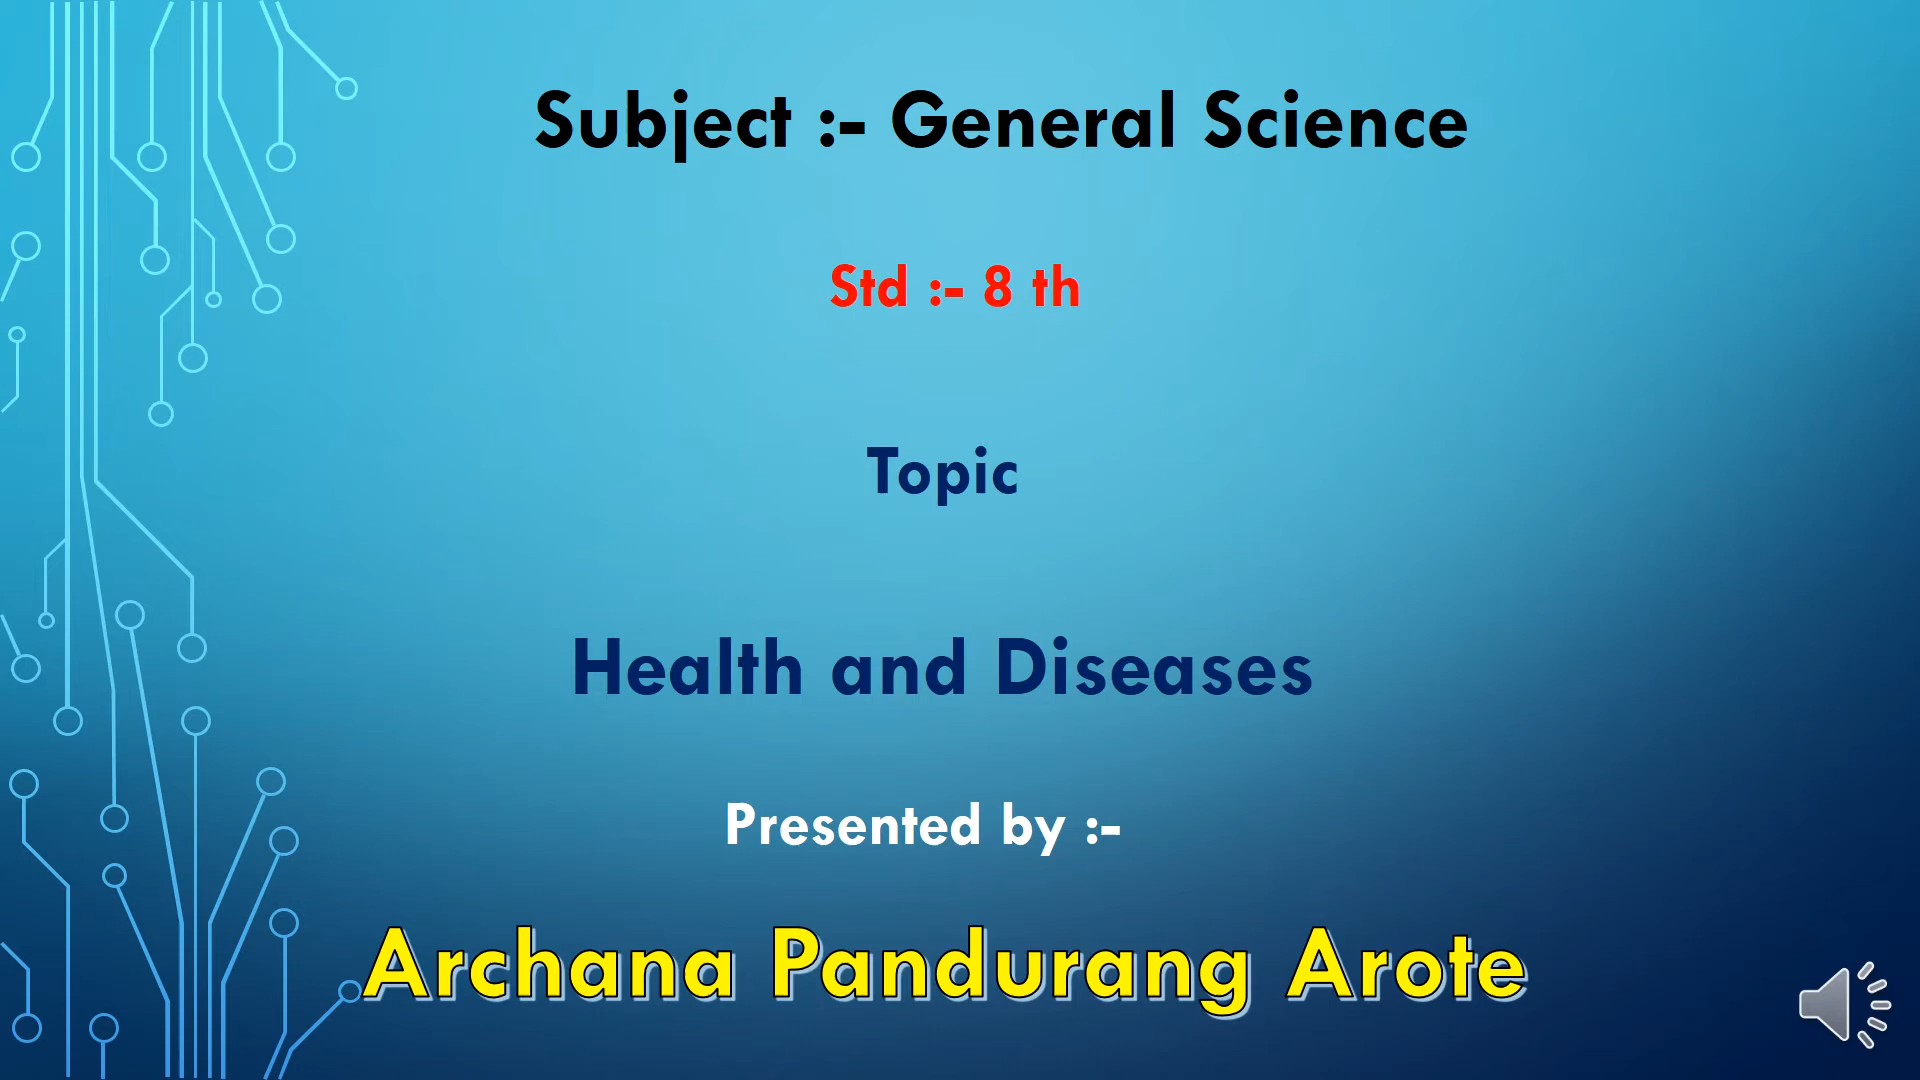 Subject :- General Science
Std :- 8 th
Topic
Health and Diseases
Presented by :-
Archana Pandurang Arote